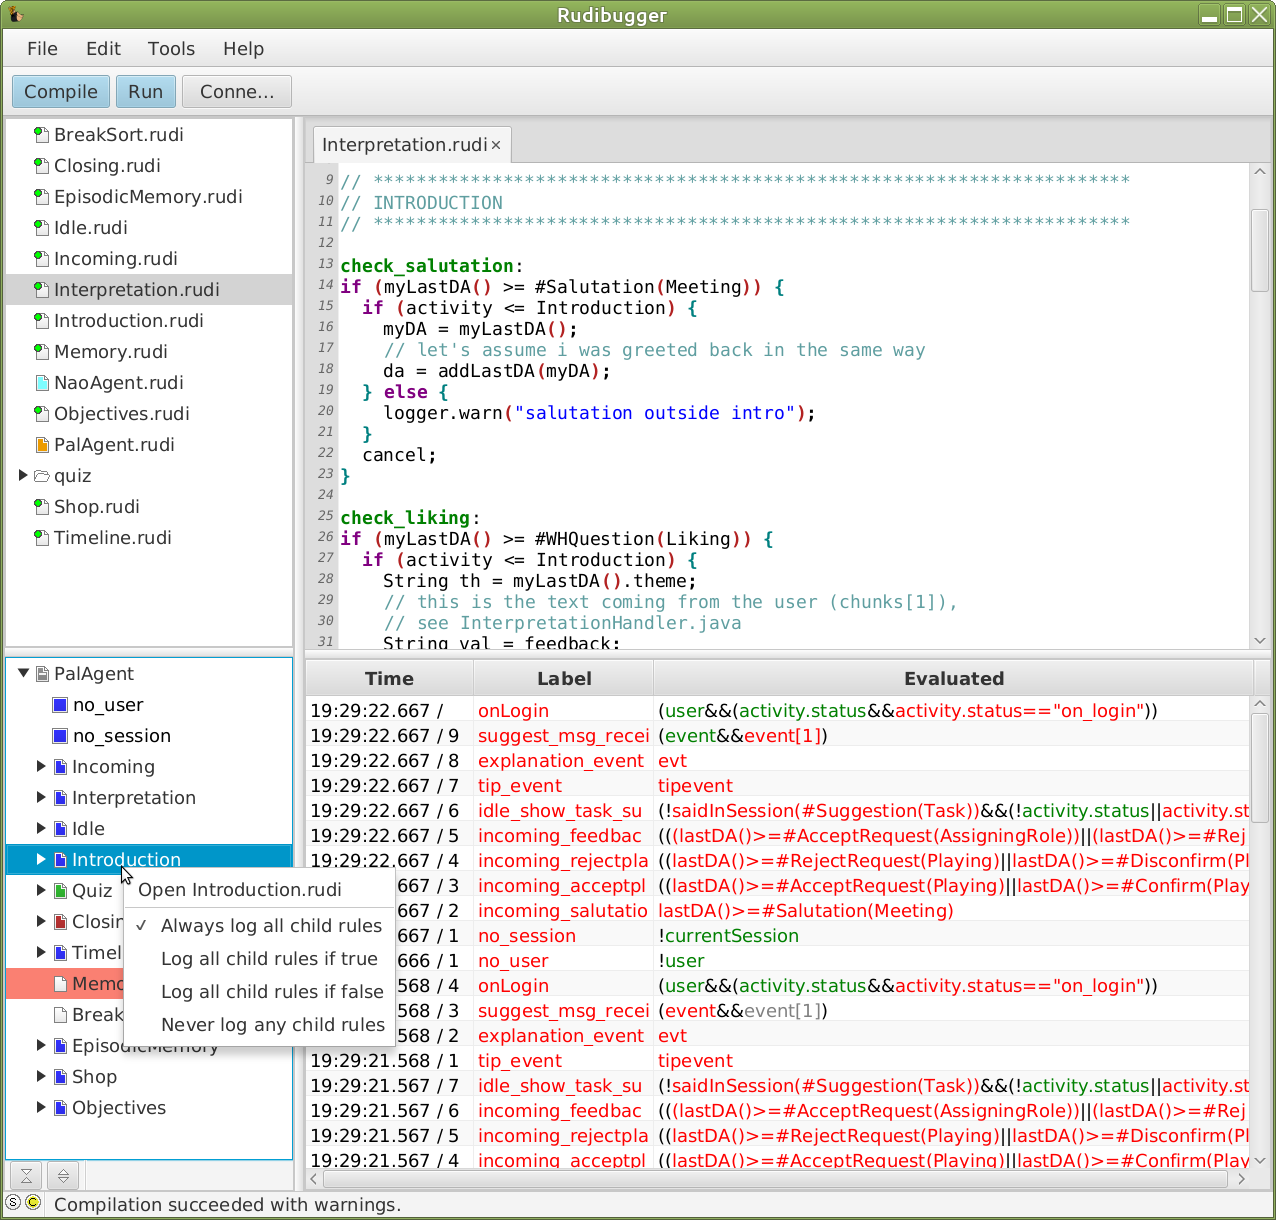 Rudibugger
File Edit Tools Help
Compile Run Conne...
BreakSort.rudi
Closing.rudi
EpisodicMemory.rudi
Idle.rudi
Incoming.rudi
Interpretation.rudi
Introduction.rudi
Memory.rudi
NaoAgent.rudi
Objectives.rudi
PalAgent.rudi
quiz
Shop.rudi
Timeline.rudi
Interpretation.rudi ×
9 // **********************************************************************
10 // INTRODUCTION
11 // **********************************************************************
12
13 check_salutation:
14 if (myLastDA() >= #Salutation(Meeting)) {
15 if (activity <= Introduction) {
16 myDA = myLastDA();
17 // let's assume i was greeted back in the same way
18 da = addLastDA(myDA);
19 } else {
20 logger.warn("salutation outside intro");
21 }
22 cancel;
23 }
24
25 check_liking:
26 if (myLastDA() >= #WHQuestion(Liking)) {
27 if (activity <= Introduction) {
28 String th = myLastDA().theme;
29 // this is the text coming from the user (chunks[1]),
30 // see InterpretationHandler.java
31 String val = feedback;
PalAgent
no_user
no_session
Incoming
Interpretation
Idle
Introduction
Quiz
Closin
Timel
Memo
Break
EpisodicMemory
Shop
Objectives
Open Introduction.rudi
✓ Always log all child rules
Log all child rules if true
Log all child rules if false
Never log any child rules
Time Label Evaluated
19:29:22.667 / onLogin (user&&(activity.status&&activity.status=="on_login"))
19:29:22.667 / 9 suggest_msg_recei (event&&event[1])
19:29:22.667 / 8 explanation_event evt
19:29:22.667 / 7 tip_event tipevent
19:29:22.667 / 6 idle_show_task_su (!saidInSession(#Suggestion(Task))&&(!activity.status||activity.st
19:29:22.667 / 5 incoming_feedbac (((lastDA()>=#AcceptRequest(AssigningRole))||(lastDA()>=#Rej
19:29:22.667 / 4 incoming_rejectpla ((lastDA()>=#RejectRequest(Playing)||lastDA()>=#Disconfirm(Pl
.667 / 3 incoming_acceptpl ((lastDA()>=#AcceptRequest(Playing)||lastDA()>=#Confirm(Play
.667 / 2 incoming_salutatio lastDA()>=#Salutation(Meeting)
.667 / 1 no_session !currentSession
.666 / 1 no_user !user
.568 / 4 onLogin (user&&(activity.status&&activity.status=="on_login"))
.568 / 3 suggest_msg_recei (event&&event[1])
.568 / 2 explanation_event evt
19:29:21.568 / 1 tip_event tipevent
19:29:21.567 / 7 idle_show_task_su (!saidInSession(#Suggestion(Task))&&(!activity.status||activity.st
19:29:21.567 / 6 incoming_feedbac (((lastDA()>=#AcceptRequest(AssigningRole))||(lastDA()>=#Rej
19:29:21.567 / 5 incoming_rejectpla ((lastDA()>=#RejectRequest(Playing)||lastDA()>=#Disconfirm(Pl
19:29:21.567 / 4 incoming_acceptpl ((lastDA()>=#AcceptRequest(Playing)||lastDA()>=#Confirm(Play
S C Compilation succeeded with warnings.